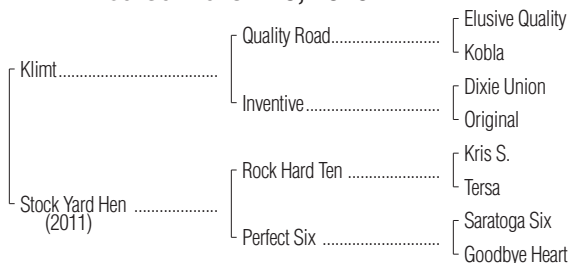 Elusive Quality
Quality Road
Kobla
Klimt
Dixie Union
Inventive
Original
Kris S.
Rock Hard Ten
Tersa
Stock Yard Hen
(2011)
Saratoga Six
Perfect Six
Goodbye Heart